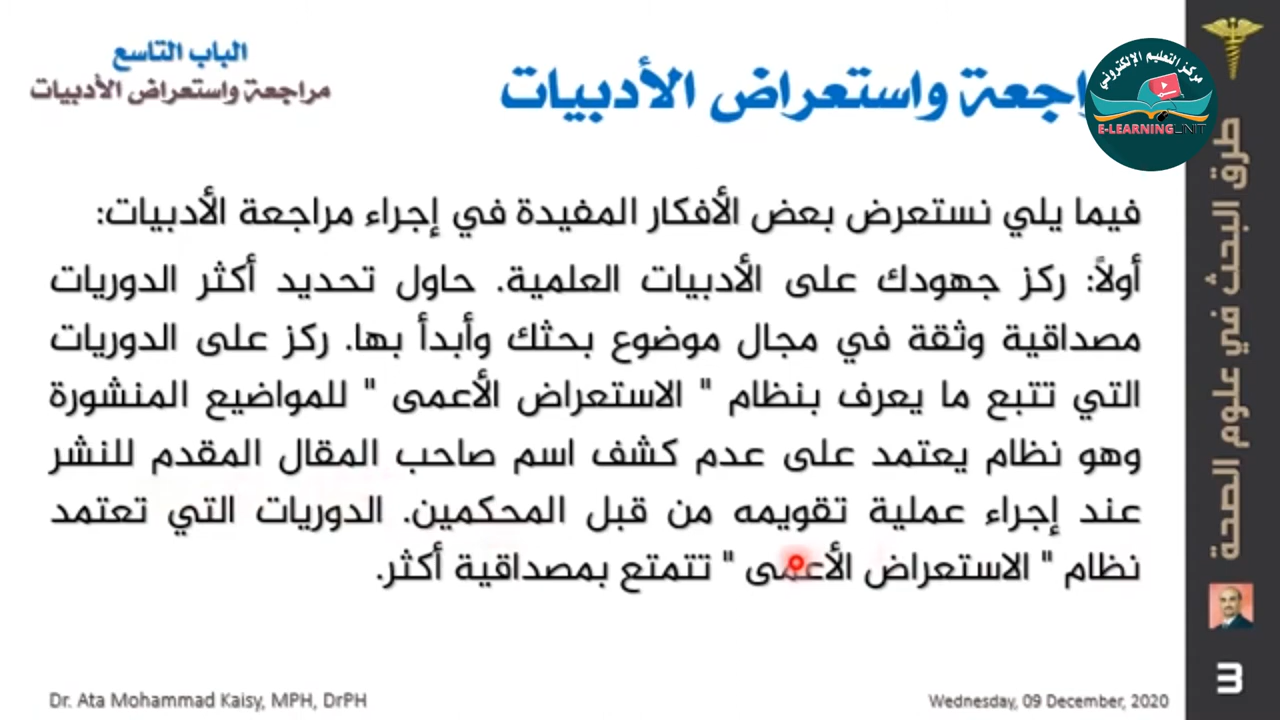 الباب التاسع
مراجعة واستعراض الأدبيات
راجعة واستعراض الأدبيات
مركز التعليم الإلكتروني
E-LEARNING UNIT
طرق البحث في علوم الصحة
فيما يلي نستعرض بعض الأفكار المفيدة في إجراء مراجعة الأدبيات:
أولاً: ركز جهودك على الأدبيات العلمية. حاول تحديد أكثر الدوريات
مصداقية وثقة في مجال موضوع بحثك وأبدأ بها. ركز على الدوريات
التي تتبع ما يعرف بنظام " الاستعراض الأعمى " للمواضيع المنشورة
وهو نظام يعتمد على عدم كشف اسم صاحب المقال المقدم للنشر
عند إجراء عملية تقويمه من قبل المحكمين. الدوريات التي تعتمد
نظام " الاستعراض الأعمى " تتمتع بمصداقية أكثر.
Dr. Ata Mohammad Kaisy, MPH, DrPH
Wednesday, 09 December, 2020
3